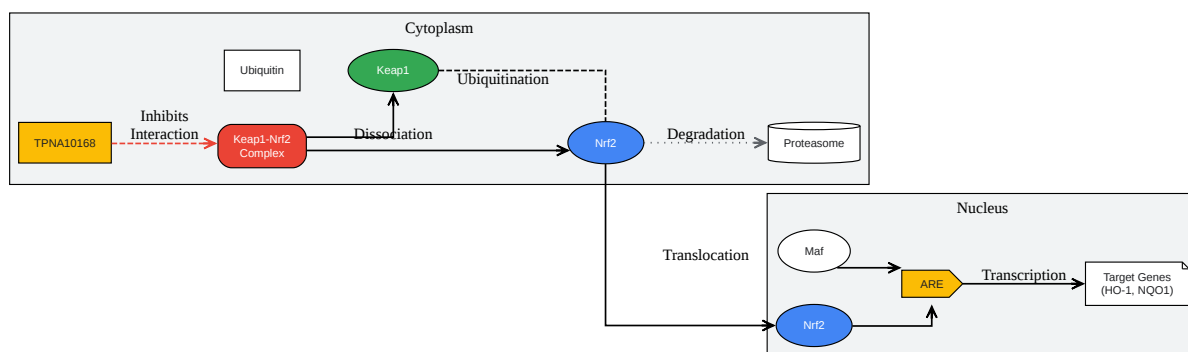 Cytoplasm
Ubiquitin
Keap1
Ubiquitination
Inhibits
Interaction
TPNA10168
Keap1-Nrf2
Complex
Dissociation
Nrf2
Degradation
Proteasome
Nucleus
Translocation
Maf
ARE
Transcription
Target Genes
(HO-1, NQO1)
Nrf2